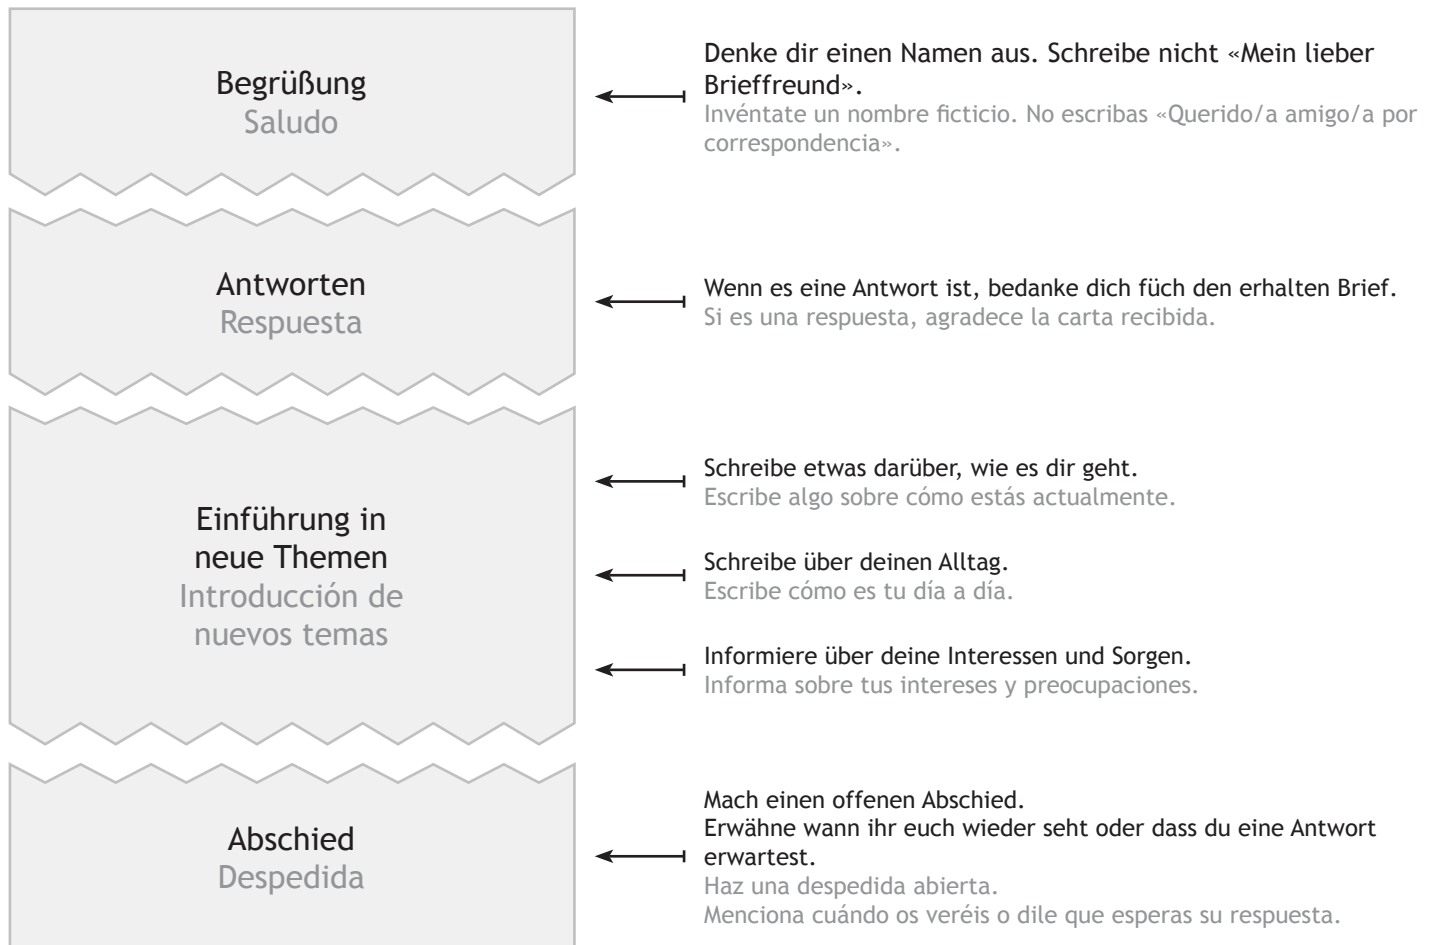 Begrüßung
Saludo
Denke dir einen Namen aus. Schreibe nicht «Mein lieber
Brieffreund».
Invéntate un nombre ficticio. No escribas «Querido/a amigo/a por
correspondencia».
Antworten
Respuesta
Wenn es eine Antwort ist, bedanke dich füch den erhalten Brief.
Si es una respuesta, agradece la carta recibida.
Einführung in
neue Themen
Introducción de
nuevos temas
Schreibe etwas darüber, wie es dir geht.
Escribe algo sobre cómo estás actualmente.
Schreibe über deinen Alltag.
Escribe cómo es tu día a día.
Informiere über deine Interessen und Sorgen.
Informa sobre tus intereses y preocupaciones.
Abschied
Despedida
Mach einen offenen Abschied.
Erwähne wann ihr euch wieder seht oder dass du eine Antwort
erwartest.
Haz una despedida abierta.
Menciona cuándo os veréis o dile que esperas su respuesta.